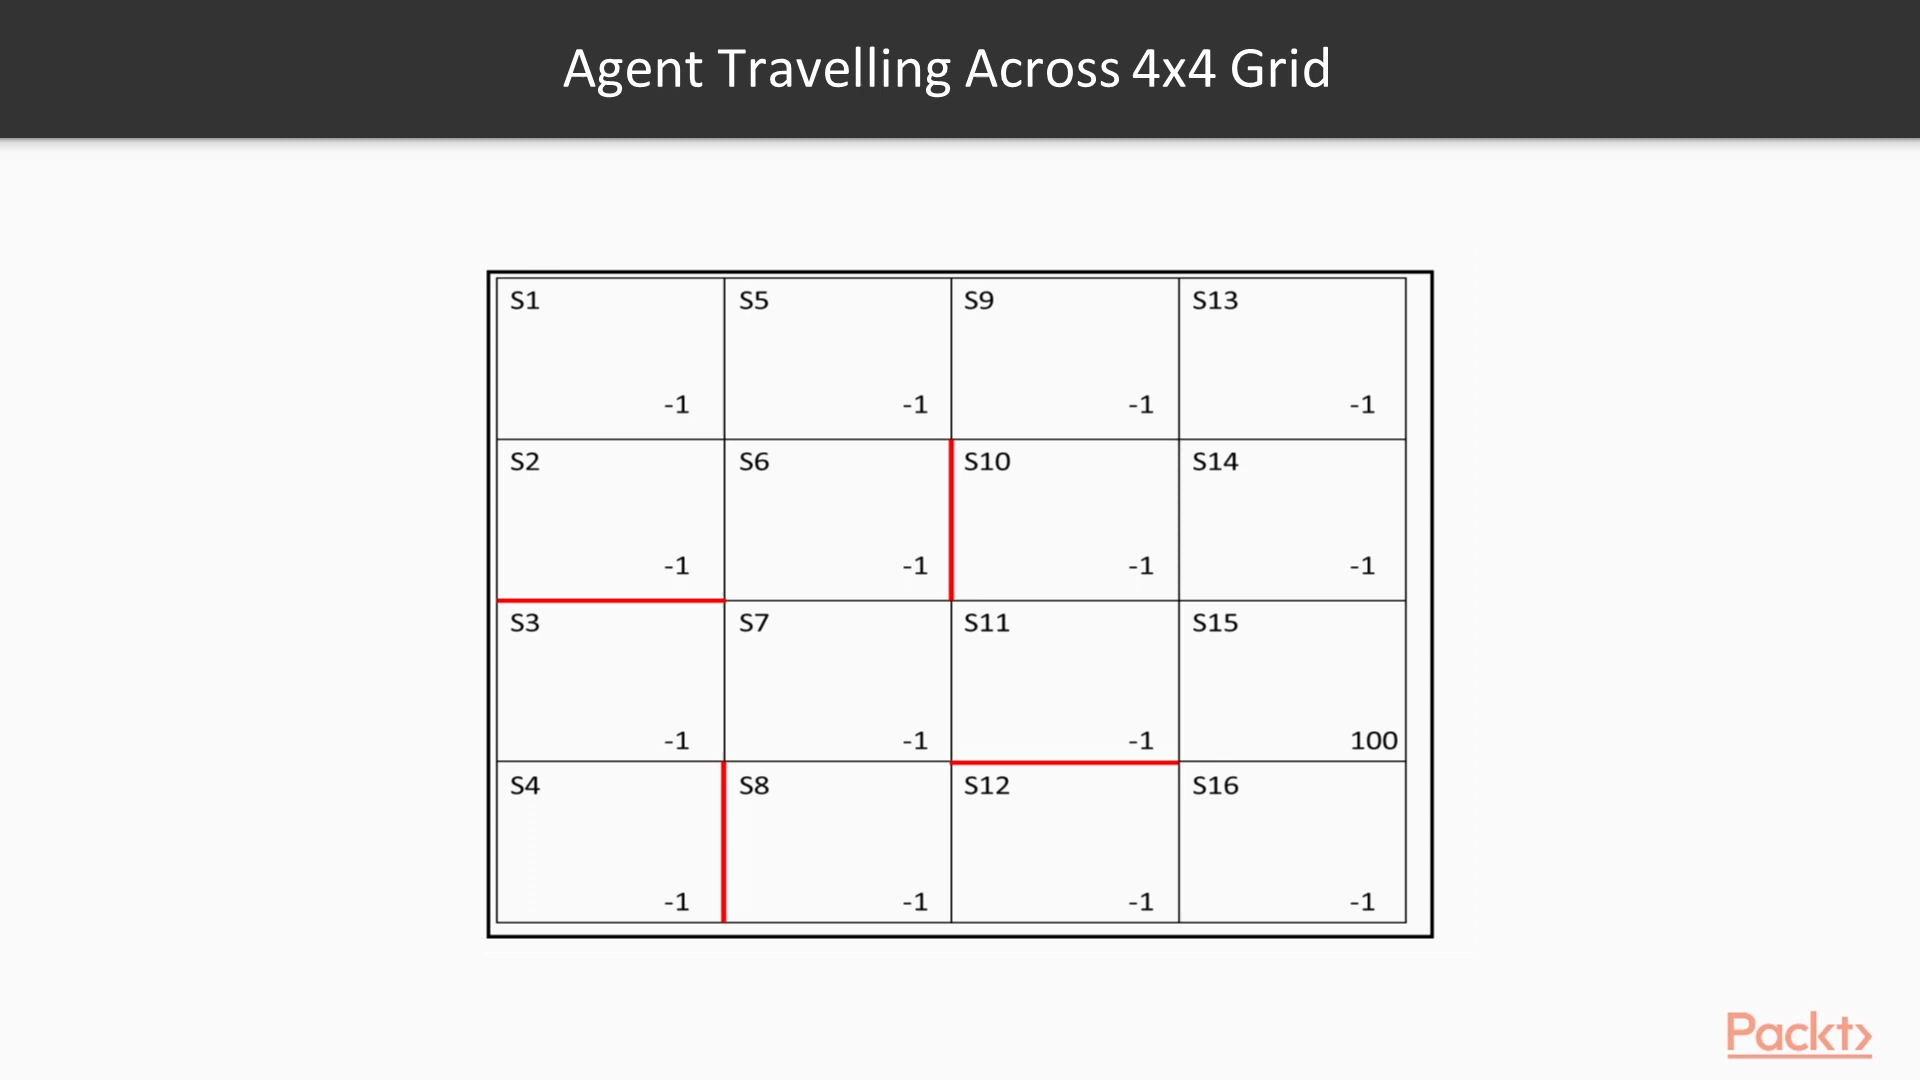 Agent Travelling Across 4x4 Grid
S1 S5 S9 S13
-1 -1 -1 -1
S2 S6 S10 S14
-1 -1 -1 -1
S3 S7 S11 S15
-1 -1 -1 100
S4 S8 S12 S16
-1 -1 -1 -1
Packt>